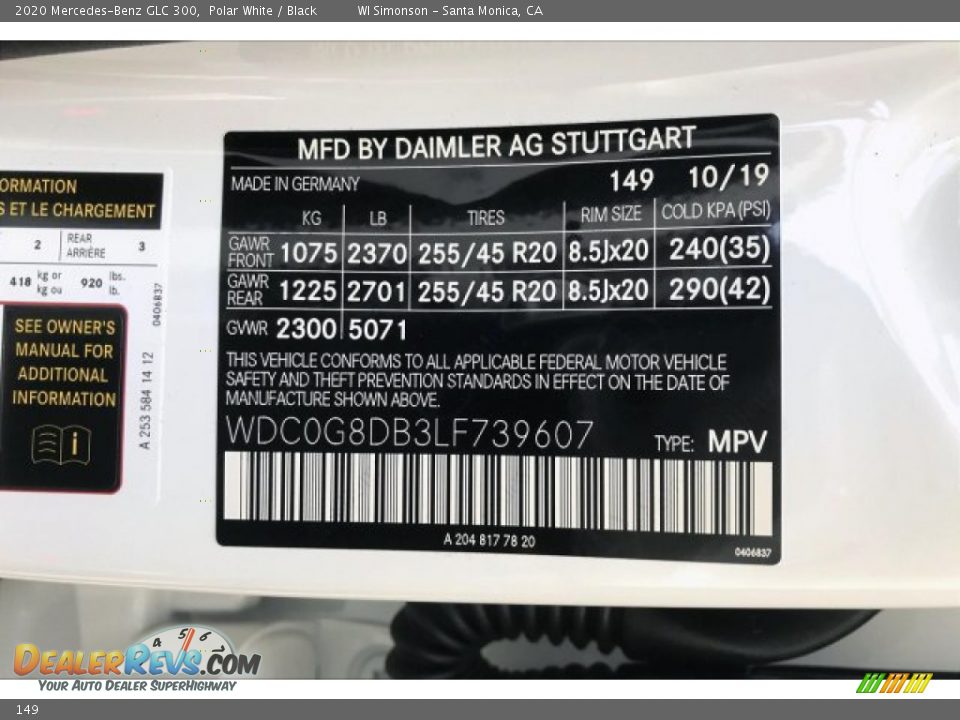 2020 Mercedes-Benz GLC 300, Polar White / Black WI Simonson - Santa Monica, CA
ORMATION
S ET LE CHARGEMENT
2 REAR ARRIÈRE 3
418 kg or kg ou 920 lbs. lb.
SEE OWNER'S
MANUAL FOR
ADDITIONAL
INFORMATION
i
0406837
A 253 584 14 12
MFD BY DAIMLER AG STUTTGART
MADE IN GERMANY 149 10/19
KG LB TIRES RIM SIZE COLD KPA (PSI)
GAWR FRONT 1075 2370 255/45 R20 8.5Jx20 240(35)
GAWR REAR 1225 2701 255/45 R20 8.5Jx20 290(42)
GVWR 2300 5071
THIS VEHICLE CONFORMS TO ALL APPLICABLE FEDERAL MOTOR VEHICLE
SAFETY AND THEFT PREVENTION STANDARDS IN EFFECT ON THE DATE OF
MANUFACTURE SHOWN ABOVE.
WDC0G8DB3LF739607 TYPE: MPV
A 204 817 78 20
0406837
4 5 6
DEALERREVS.COM
YOUR AUTO DEALER SUPERHIGHWAY
149